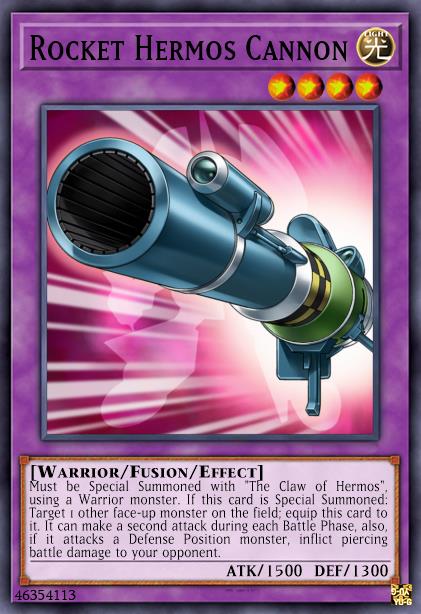 ROCKET HERMOS CANNON
LIGHT
光
[WARRIOR/FUSION/EFFECT]
Must be Special Summoned with "The Claw of Hermos",
using a Warrior monster. If this card is Special Summoned:
Target 1 other face-up monster on the field; equip this card to
it. It can make a second attack during each Battle Phase, also,
if it attacks a Defense Position monster, inflict piercing
battle damage to your opponent.
ATK/1500 DEF/1300
46354113